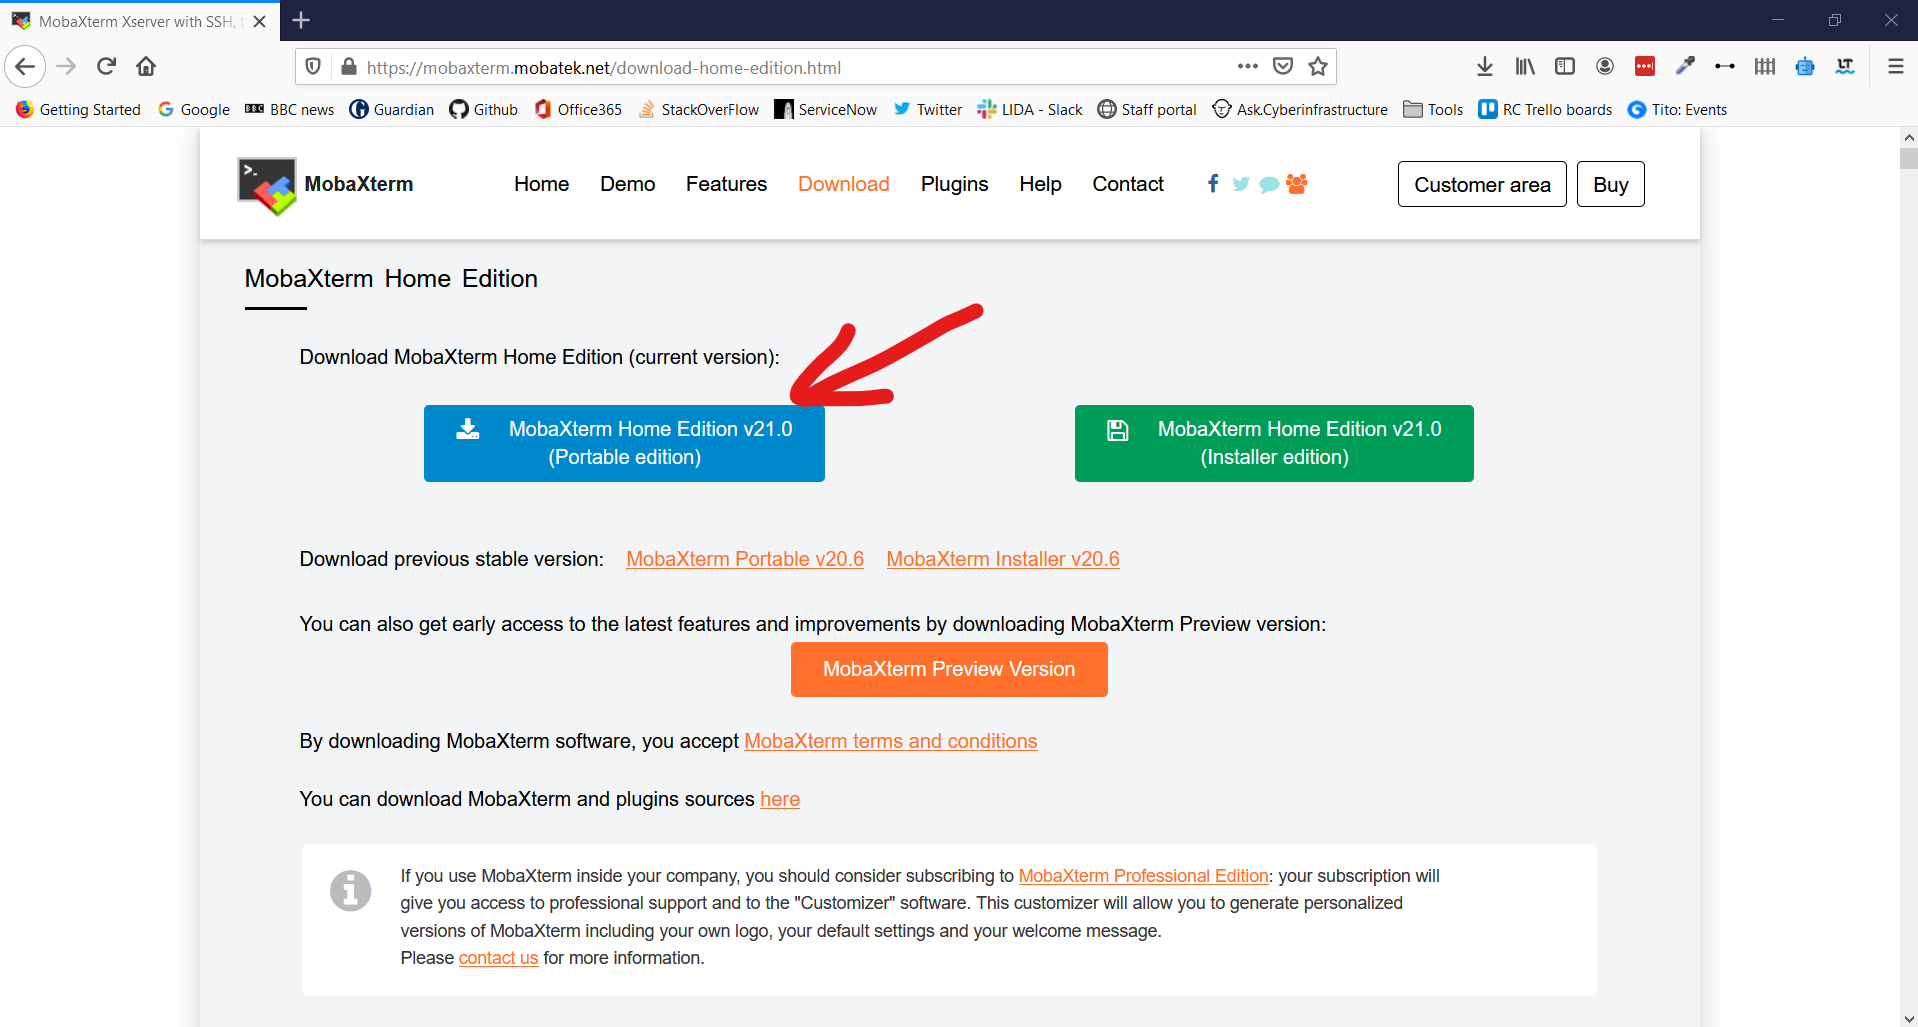 MobaXterm Xserver with SSH, t
https://mobaxterm.mobatek.net/download-home-edition.html
Getting Started Google BBC news Guardian Github Office365 StackOverFlow ServiceNow Twitter LIDA - Slack Staff portal Ask.Cyberinfrastructure Tools RC Trello boards Tito: Events
MobaXterm Home Demo Features Download Plugins Help Contact Customer area Buy
MobaXterm Home Edition
Download MobaXterm Home Edition (current version):
MobaXterm Home Edition v21.0
(Portable edition)
MobaXterm Home Edition v21.0
(Installer edition)
Download previous stable version: MobaXterm Portable v20.6 MobaXterm Installer v20.6
You can also get early access to the latest features and improvements by downloading MobaXterm Preview version:
MobaXterm Preview Version
By downloading MobaXterm software, you accept MobaXterm terms and conditions
You can download MobaXterm and plugins sources here
If you use MobaXterm inside your company, you should consider subscribing to MobaXterm Professional Edition: your subscription will
give you access to professional support and to the "Customizer" software. This customizer will allow you to generate personalized
versions of MobaXterm including your own logo, your default settings and your welcome message.
Please contact us for more information.